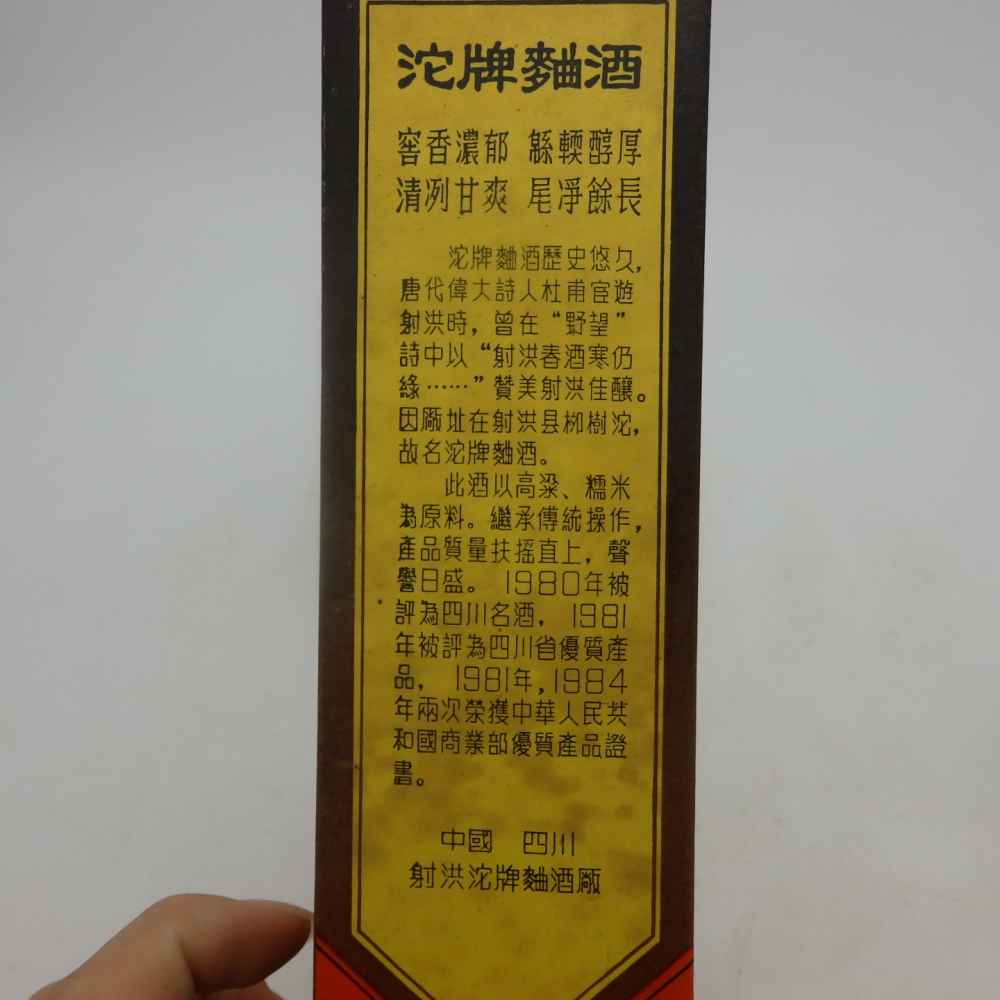 沱牌麯酒
窖香濃郁 緜輭醇厚
清冽甘爽 尾凈餘長
沱牌麯酒歷史悠久,
唐代偉大詩人杜甫宦遊
射洪時,曾在“野望”
詩中以“射洪春酒寒仍
綠……”贊美射洪佳釀。
因廠址在射洪县柳樹沱,
故名沱牌麯酒。
此酒以高粱、糯米
為原料。繼承傳統操作,
產品質量扶摇直上,聲
譽日盛。1980年被
評為四川名酒,1981
年被評為四川省優質產
品,1981年,1984
年兩次榮獲中華人民共
和國商業部優質產品證
書。
中國 四川
射洪沱牌麯酒廠